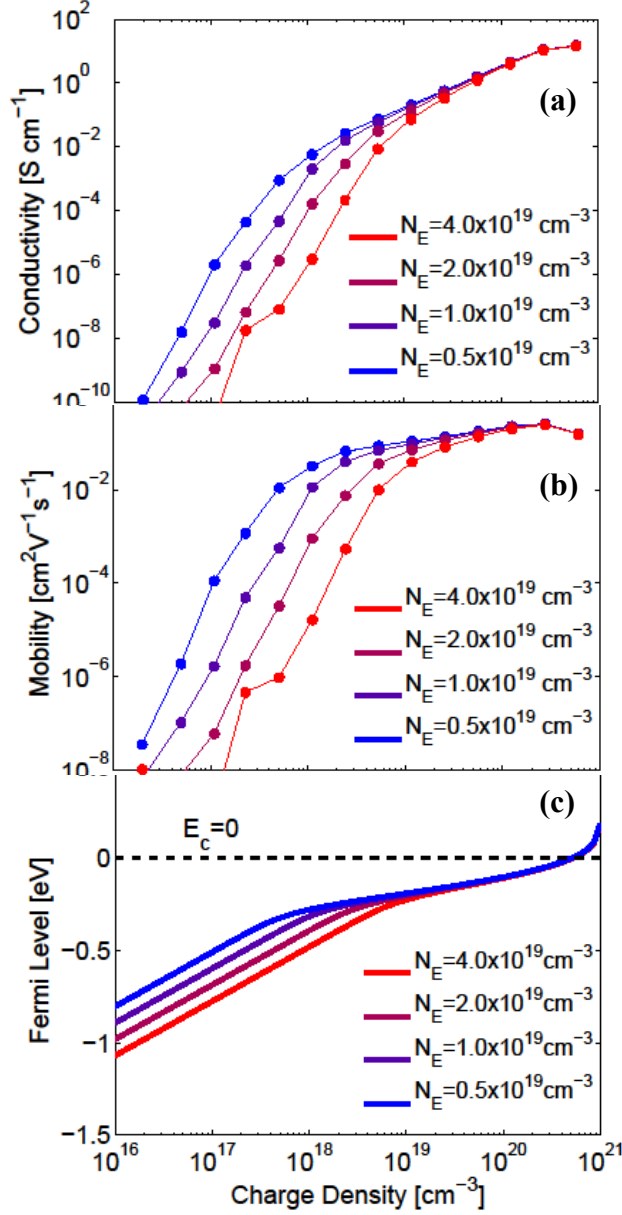 10²
10⁰
10⁻²
10⁻⁴
10⁻⁶
10⁻⁸
10⁻¹⁰
Conductivity [S cm⁻¹]
(a)
N_E=4.0x10¹⁹ cm⁻³
N_E=2.0x10¹⁹ cm⁻³
N_E=1.0x10¹⁹ cm⁻³
N_E=0.5x10¹⁹ cm⁻³
10⁻²
10⁻⁴
10⁻⁶
10⁻⁸
Mobility [cm²V⁻¹s⁻¹]
(b)
N_E=4.0x10¹⁹ cm⁻³
N_E=2.0x10¹⁹ cm⁻³
N_E=1.0x10¹⁹ cm⁻³
N_E=0.5x10¹⁹ cm⁻³
(c)
E_c=0
0
−0.5
−1
−1.5
Fermi Level [eV]
N_E=4.0x10¹⁹cm⁻³
N_E=2.0x10¹⁹cm⁻³
N_E=1.0x10¹⁹cm⁻³
N_E=0.5x10¹⁹cm⁻³
10¹⁶ 10¹⁷ 10¹⁸ 10¹⁹ 10²⁰ 10²¹
Charge Density [cm⁻³]